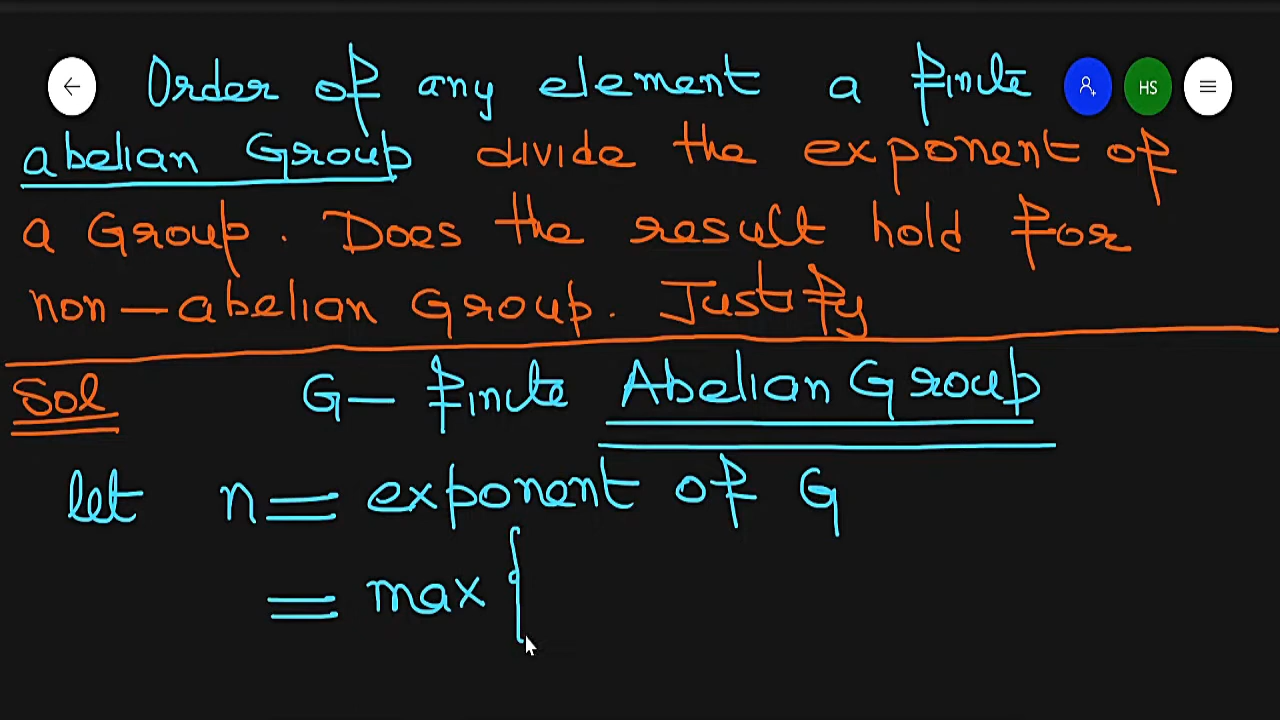 Order of any element a finite
abelian Group divide the exponent of
a Group. Does the result hold for
non-abelian Group. Justify
HS
Sol G- finite Abelian Group
let n = exponent of G
= max {